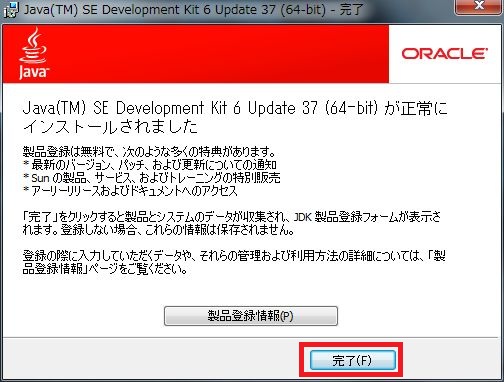 Java(TM) SE Development Kit 6 Update 37 (64-bit) - 完了
Java
ORACLE
Java(TM) SE Development Kit 6 Update 37 (64-bit) が正常に
インストールされました
製品登録は無料で、次のような多くの特典があります。
* 最新のバージョン、パッチ、および更新についての通知
* Sun の製品、サービス、およびトレーニングの特別販売
* アーリーリリースおよびドキュメントへのアクセス
「完了」をクリックすると製品とシステムのデータが収集され、JDK 製品登録フォームが表示さ
れます。登録しない場合、これらの情報は保存されません。
登録の際に入力していただくデータや、それらの管理および利用方法の詳細については、「製
品登録情報」ページをご覧ください。
製品登録情報(P)
完了(F)